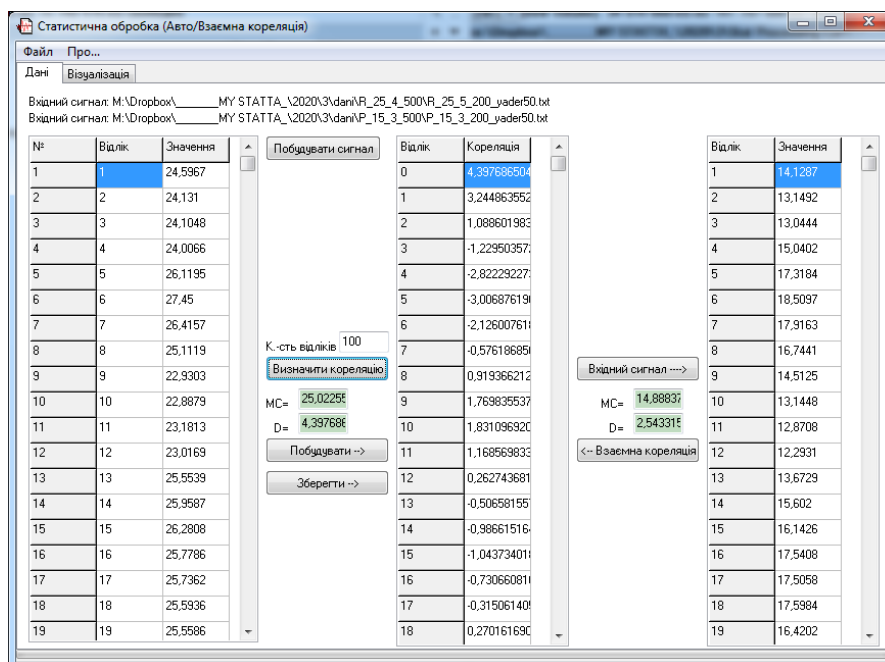 Статистична обробка (Авто/Взаємна кореляція)
Файл Про...
Дані Візуалізація
Вхідний сигнал: M:\Dropbox\_______MY STATTA_\2020\3\dani\R_25_4_500\R_25_5_200_yader50.txt
Вхідний сигнал: M:\Dropbox\_______MY STATTA_\2020\3\dani\P_15_3_500\P_15_3_200_yader50.txt
№ Відлік Значення
1 1 24,5967
2 2 24,131
3 3 24,1048
4 4 24,0066
5 5 26,1195
6 6 27,45
7 7 26,4157
8 8 25,1119
9 9 22,9303
10 10 22,8879
11 11 23,1813
12 12 23,0169
13 13 25,5539
14 14 25,9587
15 15 26,2808
16 16 25,7786
17 17 25,7362
18 18 25,5936
19 19 25,5586
Побудувати сигнал
К.-сть відліків 100
Визначити кореляцію
MC= 25,02255
D= 4,397686
Побудувати -->
Зберегти -->
Відлік Кореляція
0 4,397686504
1 3,244863552
2 1,088601983
3 -1,22950357
4 -2,82229227
5 -3,00687619
6 -2,12600761
7 -0,57618685
8 0,919366212
9 1,769835537
10 1,831096920
11 1,168569833
12 0,262743681
13 -0,50658155
14 -0,98661516
15 -1,04373401
16 -0,73066081
17 -0,31506140
18 0,270161690
Вхідний сигнал ---->
MC= 14,88837
D= 2,543315
<-- Взаємна кореляція
Відлік Значення
1 14,1287
2 13,1492
3 13,0444
4 15,0402
5 17,3184
6 18,5097
7 17,9163
8 16,7441
9 14,5125
10 13,1448
11 12,8708
12 12,2931
13 13,6729
14 15,602
15 16,1426
16 17,5408
17 17,5058
18 17,5984
19 16,4202